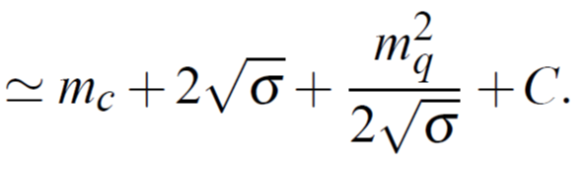 ≃ m_c + 2√σ + m_q^2 / 2√σ + C.